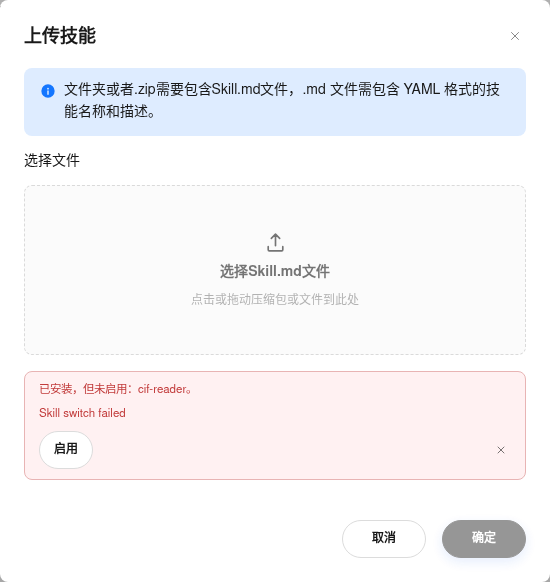 上传技能
文件夹或者.zip需要包含Skill.md文件，.md 文件需包含 YAML 格式的技
能名称和描述。
选择文件
选择Skill.md文件
点击或拖动压缩包或文件到此处
已安装，但未启用：cif-reader。
Skill switch failed
启用
取消
确定